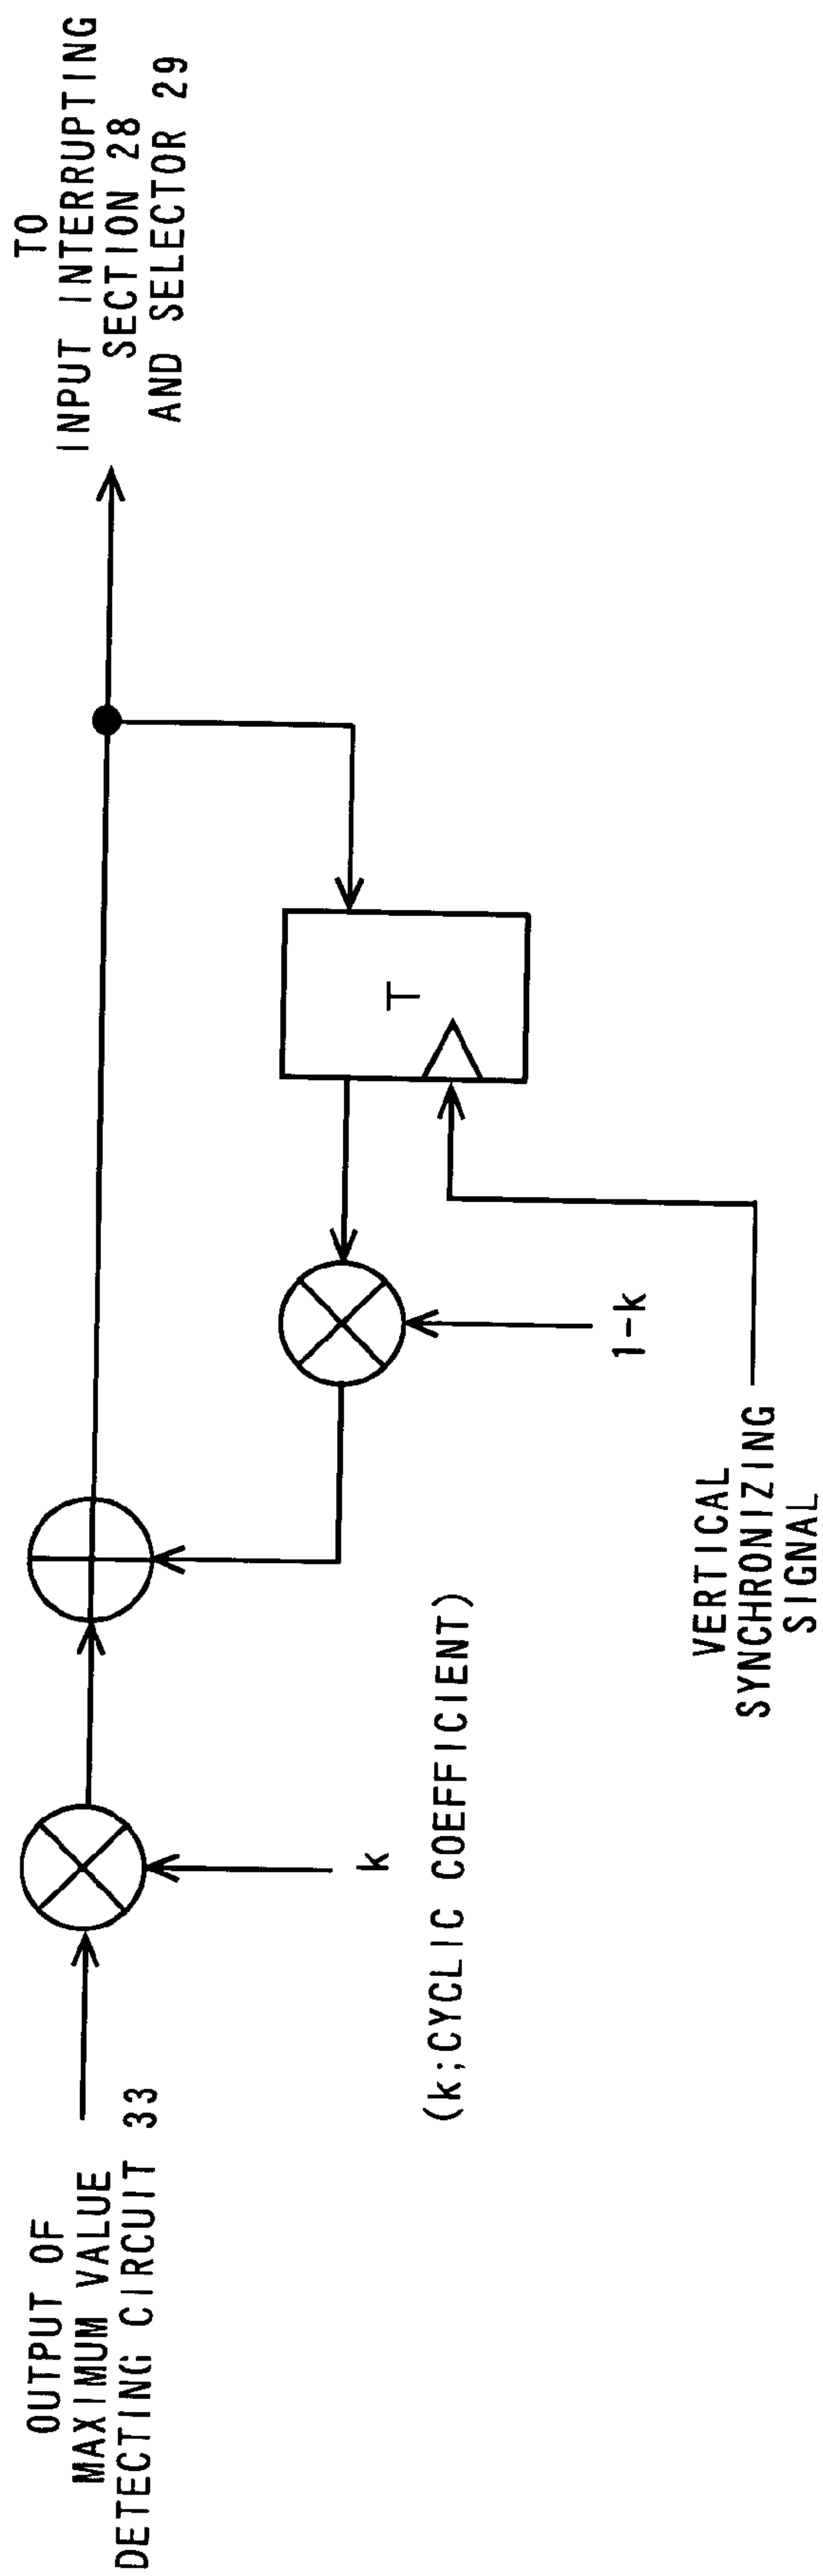 OUTPUT OF
MAXIMUM VALUE
DETECTING CIRCUIT 33
k
(k;CYCLIC COEFFICIENT)
1-k
T
VERTICAL
SYNCHRONIZING
SIGNAL
TO
INPUT INTERRUPTING
SECTION 28
AND SELECTOR 29